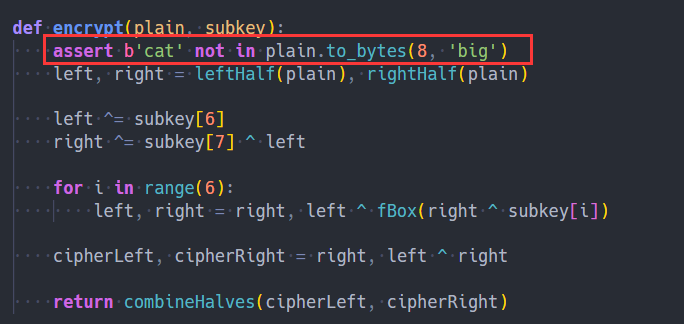 def encrypt(plain, subkey):
    assert b'cat' not in plain.to_bytes(8, 'big')
    left, right = leftHalf(plain), rightHalf(plain)
    left ^= subkey[6]
    right ^= subkey[7] ^ left
    for i in range(6):
        left, right = right, left ^ fBox(right ^ subkey[i])
    cipherLeft, cipherRight = right, left ^ right
    return combineHalves(cipherLeft, cipherRight)